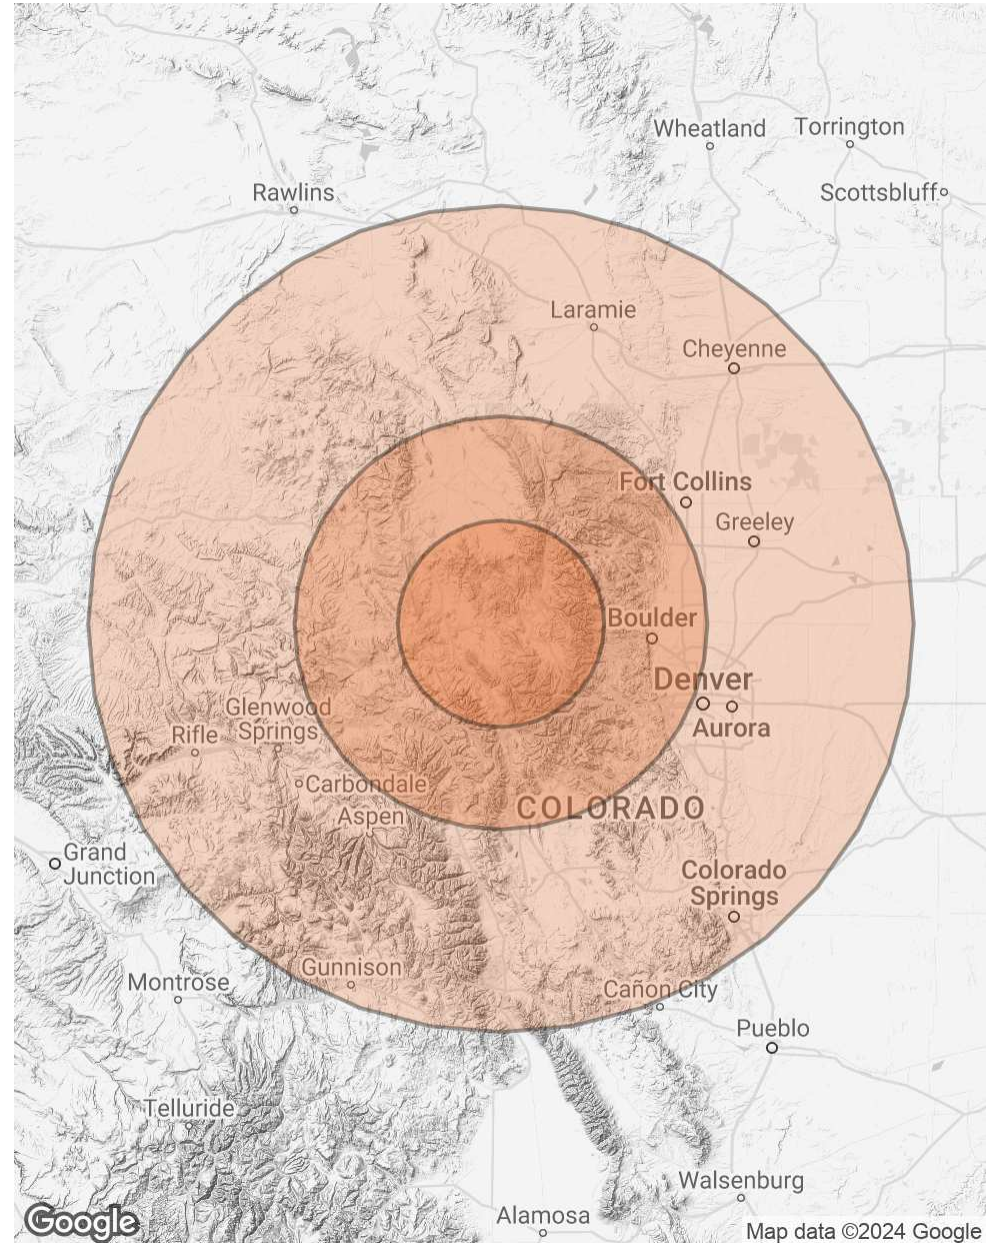 Wheatland
Torrington
Scottsbluff
Rawlins
Laramie
Cheyenne
Fort Collins
Greeley
Boulder
Denver
Aurora
Glenwood
Springs
Rifle
Carbondale
Aspen
COLORADO
Grand
Junction
Colorado
Springs
Gunnison
Montrose
Cañon City
Pueblo
Telluride
Walsenburg
Alamosa
Google
Map data ©2024 Google